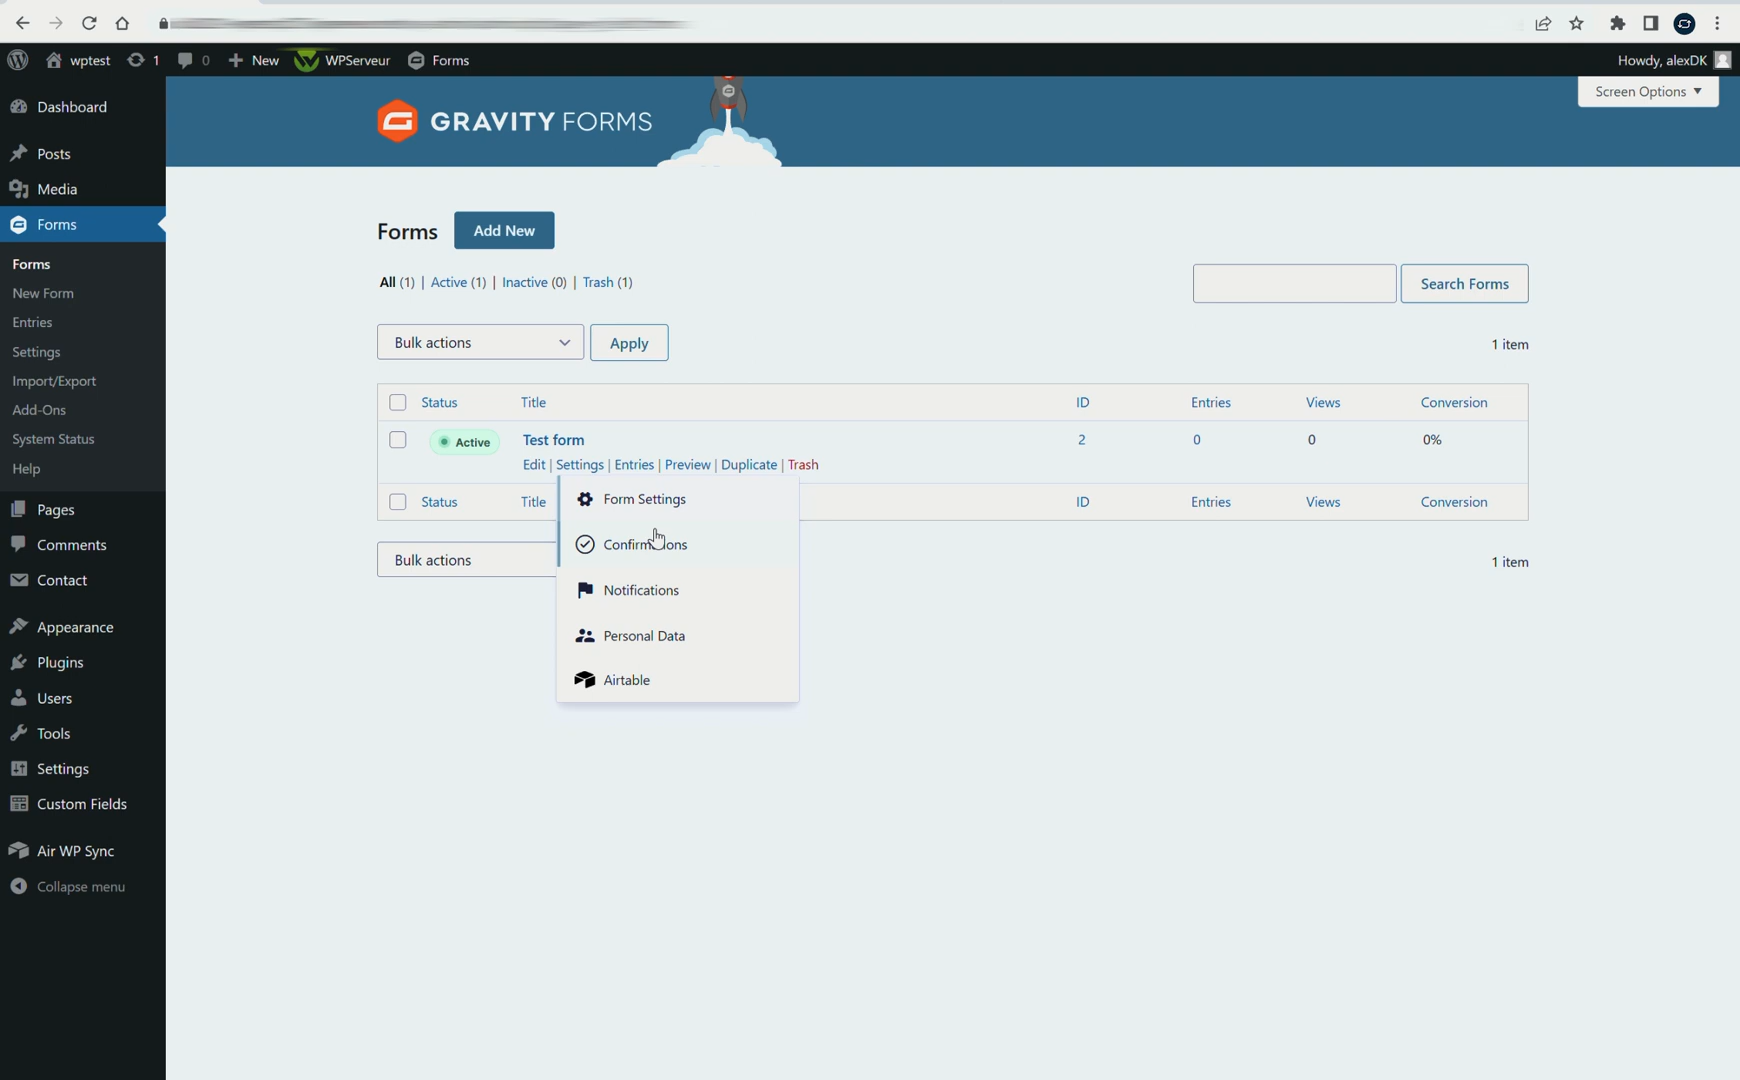 wptest 1 0 New WPServeur Forms Howdy, alexDK
Screen Options
Dashboard
Posts
Media
Forms
Forms
New Form
Entries
Settings
Import/Export
Add-Ons
System Status
Help
Pages
Comments
Contact
Appearance
Plugins
Users
Tools
Settings
Custom Fields
Air WP Sync
Collapse menu
GRAVITY FORMS
Forms Add New
All (1) | Active (1) | Inactive (0) | Trash (1)
Search Forms
Bulk actions Apply 1 item
Status Title ID Entries Views Conversion
Active Test form 2 0 0 0%
Edit | Settings | Entries | Preview | Duplicate | Trash
Status Title ID Entries Views Conversion
Bulk actions 1 item
Form Settings
Confirmations
Notifications
Personal Data
Airtable